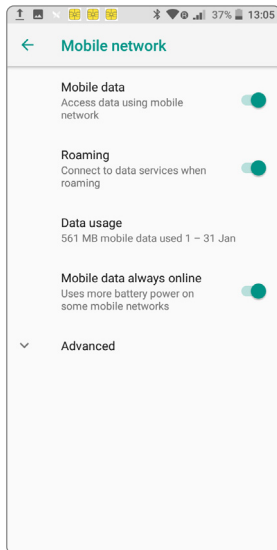 37% 13:05
Mobile network
Mobile data
Access data using mobile
network
Roaming
Connect to data services when
roaming
Data usage
561 MB mobile data used 1 – 31 Jan
Mobile data always online
Uses more battery power on
some mobile networks
Advanced